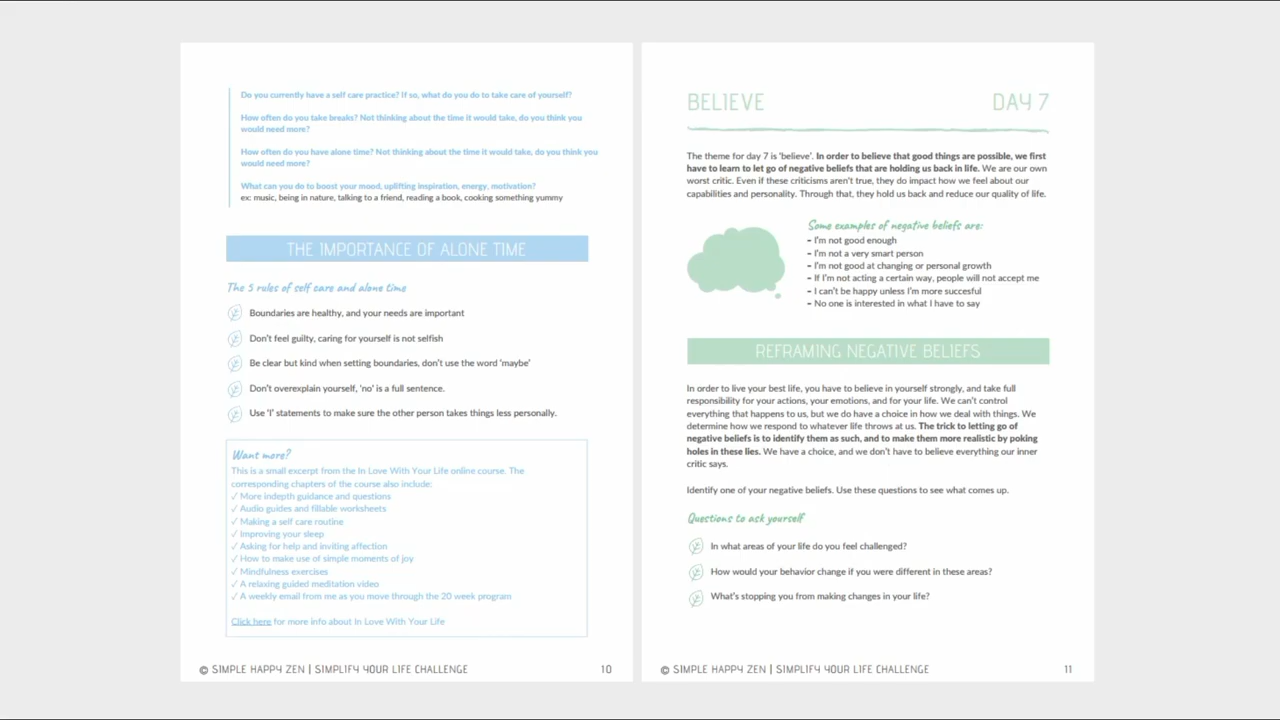 Do you currently have a self care practice? If so, what do you do to take care of yourself?
How often do you take breaks? Not thinking about the time it would take, do you think you
would need more?
How often do you have alone time? Not thinking about the time it would take, do you think you
would need more?
What can you do to boost your mood, uplifting inspiration, energy, motivation?
ex: music, being in nature, talking to a friend, reading a book, cooking something yummy
THE IMPORTANCE OF ALONE TIME
The 5 rules of self care and alone time
Boundaries are healthy, and your needs are important
Don't feel guilty, caring for yourself is not selfish
Be clear but kind when setting boundaries, don't use the word 'maybe'
Don't overexplain yourself, 'no' is a full sentence.
Use 'I' statements to make sure the other person takes things less personally.
Want more?
This is a small excerpt from the In Love With Your Life online course. The
corresponding chapters of the course also include:
✓ More indepth guidance and questions
✓ Audio guides and fillable worksheets
✓ Making a self care routine
✓ Improving your sleep
✓ Asking for help and inviting affection
✓ How to make use of simple moments of joy
✓ Mindfulness exercises
✓ A relaxing guided meditation video
✓ A weekly email from me as you move through the 20 week program
Click here for more info about In Love With Your Life
© SIMPLE HAPPY ZEN | SIMPLIFY YOUR LIFE CHALLENGE 10
BELIEVE DAY 7
The theme for day 7 is 'believe'. In order to believe that good things are possible, we first
have to learn to let go of negative beliefs that are holding us back in life. We are our own
worst critic. Even if these criticisms aren't true, they do impact how we feel about our
capabilities and personality. Through that, they hold us back and reduce our quality of life.
Some examples of negative beliefs are:
- I'm not good enough
- I'm not a very smart person
- I'm not good at changing or personal growth
- If I'm not acting a certain way, people will not accept me
- I can't be happy unless I'm more succesful
- No one is interested in what I have to say
REFRAMING NEGATIVE BELIEFS
In order to live your best life, you have to believe in yourself strongly, and take full
responsibility for your actions, your emotions, and for your life. We can't control
everything that happens to us, but we do have a choice in how we deal with things. We
determine how we respond to whatever life throws at us. The trick to letting go of
negative beliefs is to identify them as such, and to make them more realistic by poking
holes in these lies. We have a choice, and we don't have to believe everything our inner
critic says.
Identify one of your negative beliefs. Use these questions to see what comes up.
Questions to ask yourself
In what areas of your life do you feel challenged?
How would your behavior change if you were different in these areas?
What's stopping you from making changes in your life?
© SIMPLE HAPPY ZEN | SIMPLIFY YOUR LIFE CHALLENGE 11